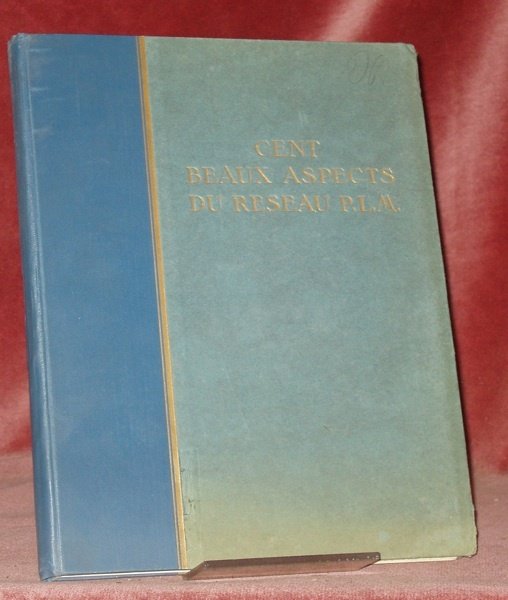 CENT
BEAUX ASPECTS
DU RESEAU P.L.M.